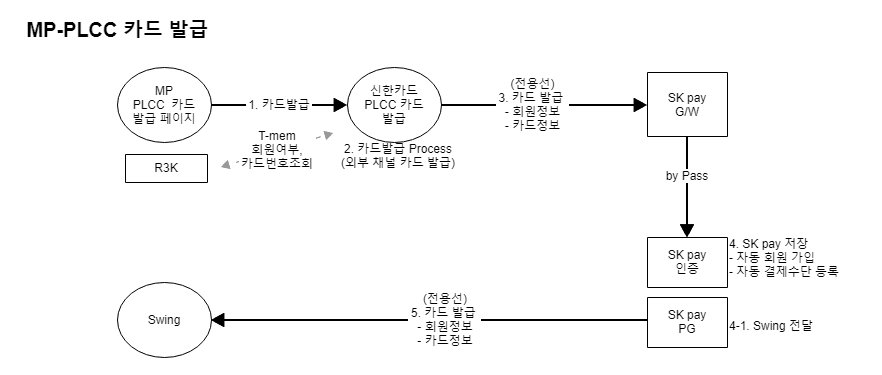 MP-PLCC 카드 발급
MP
PLCC 카드
발급 페이지
1. 카드발급
신한카드
PLCC 카드
발급
(전용선)
3. 카드 발급
- 회원정보
- 카드정보
SK pay
G/W
T-mem
회원여부,
카드번호조회
R3K
2. 카드발급 Process
(외부 채널 카드 발급)
by Pass
SK pay
인증
4. SK pay 저장
- 자동 회원 가입
- 자동 결제수단 등록
Swing
(전용선)
5. 카드 발급
- 회원정보
- 카드정보
SK pay
PG
4-1. Swing 전달